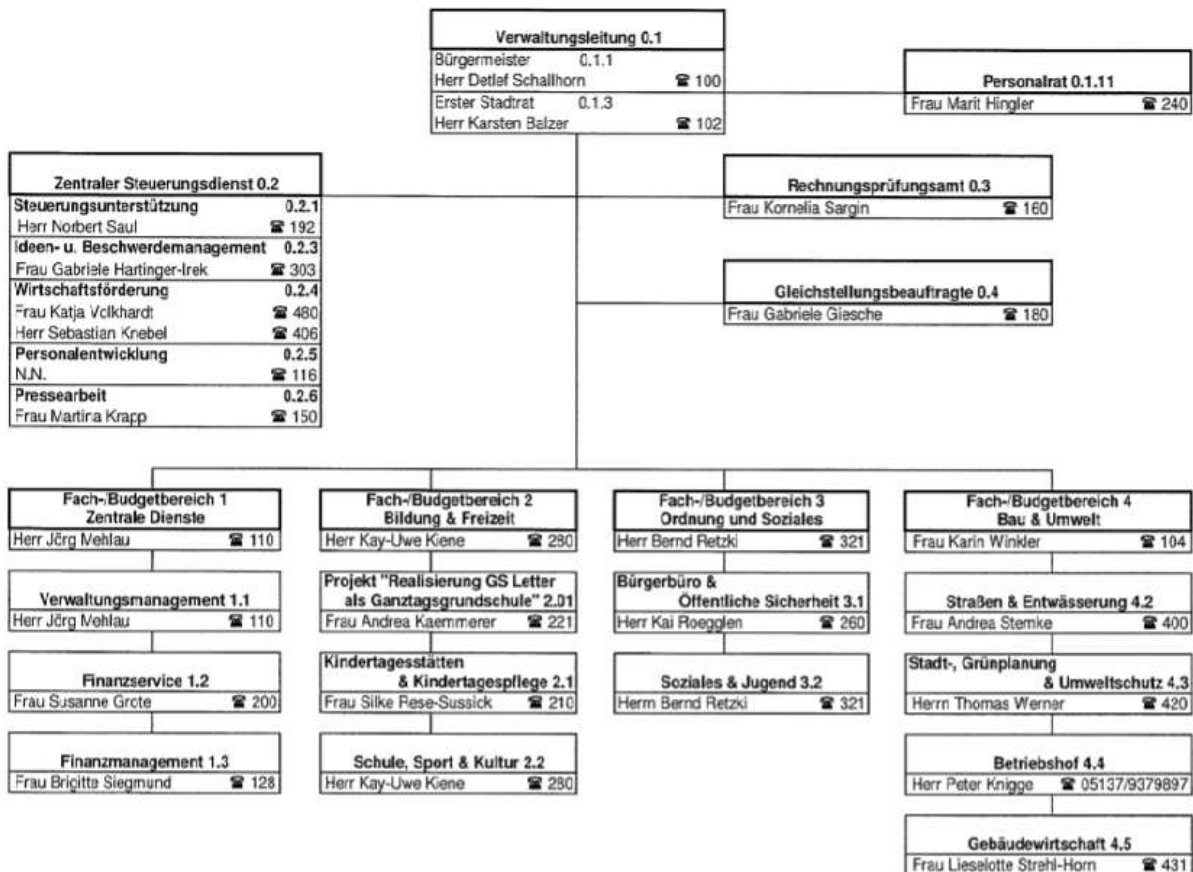 Verwaltungsleitung 0.1
Bürgermeister 0.1.1
Herr Detlef Schallhorn ☎ 100
Erster Stadtrat 0.1.3
Herr Karsten Balzer ☎ 102
Personalrat 0.1.11
Frau Marit Hingler ☎ 240
Zentraler Steuerungsdienst 0.2
Steuerungsunterstützung 0.2.1
Herr Norbert Saul ☎ 192
Ideen- u. Beschwerdemanagement 0.2.3
Frau Gabriele Hartinger-Irek ☎ 303
Wirtschaftsförderung 0.2.4
Frau Katja Volkhardt ☎ 480
Herr Sebastian Knebel ☎ 406
Personalentwicklung 0.2.5
N.N. ☎ 116
Pressearbeit 0.2.6
Frau Martina Krapp ☎ 150
Rechnungsprüfungsamt 0.3
Frau Kornelia Sargin ☎ 160
Gleichstellungsbeauftragte 0.4
Frau Gabriele Giesche ☎ 180
Fach-/Budgetbereich 1
Zentrale Dienste
Herr Jörg Mehlau ☎ 110
Verwaltungsmanagement 1.1
Herr Jörg Mehlau ☎ 110
Finanzservice 1.2
Frau Susanne Grote ☎ 200
Finanzmanagement 1.3
Frau Brigitte Siegmund ☎ 128
Fach-/Budgetbereich 2
Bildung & Freizeit
Herr Kay-Uwe Kiene ☎ 280
Projekt "Realisierung GS Letter
als Ganztagsgrundschule" 2.01
Frau Andrea Kaemmerer ☎ 221
Kindertagesstätten
& Kindertagespflege 2.1
Frau Silke Rese-Sussick ☎ 210
Schule, Sport & Kultur 2.2
Herr Kay-Uwe Kiene ☎ 280
Fach-/Budgetbereich 3
Ordnung und Soziales
Herr Bernd Retzki ☎ 321
Bürgerbüro &
Öffentliche Sicherheit 3.1
Herr Kai Roegglen ☎ 260
Soziales & Jugend 3.2
Herrn Bernd Retzki ☎ 321
Fach-/Budgetbereich 4
Bau & Umwelt
Frau Karin Winkler ☎ 104
Straßen & Entwässerung 4.2
Frau Andrea Stemke ☎ 400
Stadt-, Grünplanung
& Umweltschutz 4.3
Herrn Thomas Werner ☎ 420
Betriebshof 4.4
Herr Peter Knigge ☎ 05137/9379897
Gebäudewirtschaft 4.5
Frau Lieselotte Strehl-Horn ☎ 431